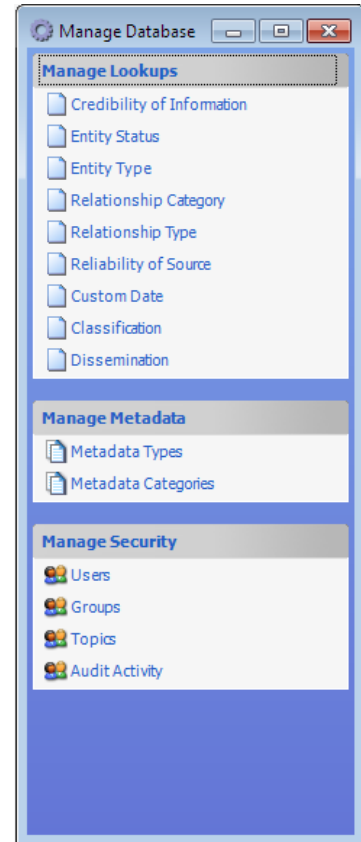 Manage Database
Manage Lookups
Credibility of Information
Entity Status
Entity Type
Relationship Category
Relationship Type
Reliability of Source
Custom Date
Classification
Dissemination
Manage Metadata
Metadata Types
Metadata Categories
Manage Security
Users
Groups
Topics
Audit Activity